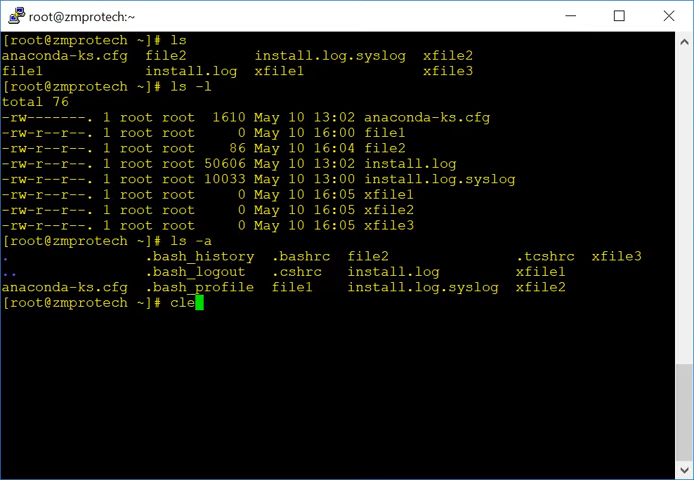 root@zmprotech:~
[root@zmprotech ~]# ls
anaconda-ks.cfg  file2        install.log.syslog  xfile2
file1            install.log  xfile1              xfile3
[root@zmprotech ~]# ls -l
total 76
-rw-------. 1 root root  1610 May 10 13:02 anaconda-ks.cfg
-rw-r--r--. 1 root root     0 May 10 16:00 file1
-rw-r--r--. 1 root root    86 May 10 16:04 file2
-rw-r--r--. 1 root root 50606 May 10 13:02 install.log
-rw-r--r--. 1 root root 10033 May 10 13:00 install.log.syslog
-rw-r--r--. 1 root root     0 May 10 16:05 xfile1
-rw-r--r--. 1 root root     0 May 10 16:05 xfile2
-rw-r--r--. 1 root root     0 May 10 16:05 xfile3
[root@zmprotech ~]# ls -a
.                .bash_history  .bashrc  file2               .tcshrc  xfile3
..               .bash_logout   .cshrc   install.log         xfile1
anaconda-ks.cfg  .bash_profile  file1    install.log.syslog  xfile2
[root@zmprotech ~]# cle